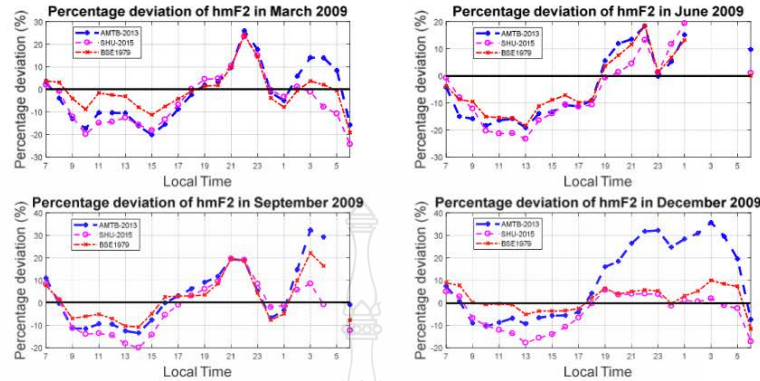 Percentage deviation of hmF2 in March 2009
Percentage deviation (%)
30
20
10
0
-10
-20
-30
AMTB-2013
SHU-2015
BSE1979
7 9 11 13 15 17 19 21 23 1 3 5
Local Time
Percentage deviation of hmF2 in June 2009
Percentage deviation (%)
20
10
0
-10
-20
-30
AMTB-2013
SHU-2015
BSE1979
7 9 11 13 15 17 19 21 23 1 3 5
Local Time
Percentage deviation of hmF2 in September 2009
Percentage deviation (%)
40
30
20
10
0
-10
-20
AMTB-2013
SHU-2015
BSE1979
7 9 11 13 15 17 19 21 23 1 3 5
Local Time
Percentage deviation of hmF2 in December 2009
Percentage deviation (%)
40
30
20
10
0
-10
-20
AMTB-2013
SHU-2015
BSE1979
7 9 11 13 15 17 19 21 23 1 3 5
Local Time